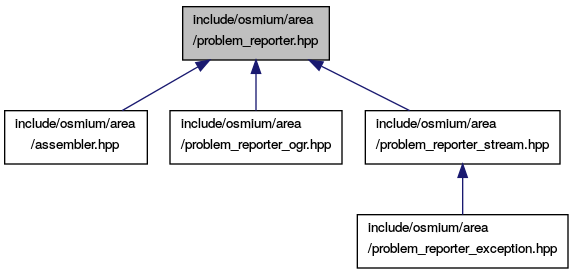 include/osmium/area
/problem_reporter.hpp
include/osmium/area
/assembler.hpp
include/osmium/area
/problem_reporter_ogr.hpp
include/osmium/area
/problem_reporter_stream.hpp
include/osmium/area
/problem_reporter_exception.hpp